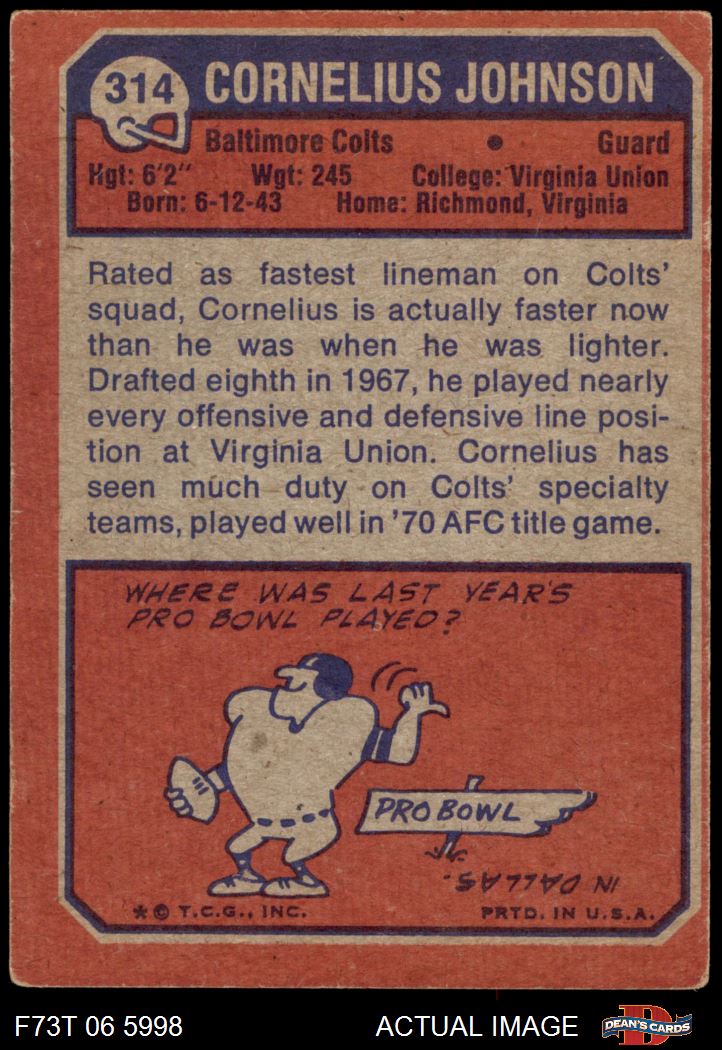 314 CORNELIUS JOHNSON
Baltimore Colts • Guard
Hgt: 6'2" Wgt: 245 College: Virginia Union
Born: 6-12-43 Home: Richmond, Virginia
Rated as fastest lineman on Colts'
squad, Cornelius is actually faster now
than he was when he was lighter.
Drafted eighth in 1967, he played nearly
every offensive and defensive line posi-
tion at Virginia Union. Cornelius has
seen much duty on Colts' specialty
teams, played well in '70 AFC title game.
WHERE WAS LAST YEAR'S
PRO BOWL PLAYED?
PRO BOWL
IN DALLAS.
* © T.C.G., INC. PRTD. IN U.S.A.
F73T 06 5998 ACTUAL IMAGE D DEAN'S CARDS